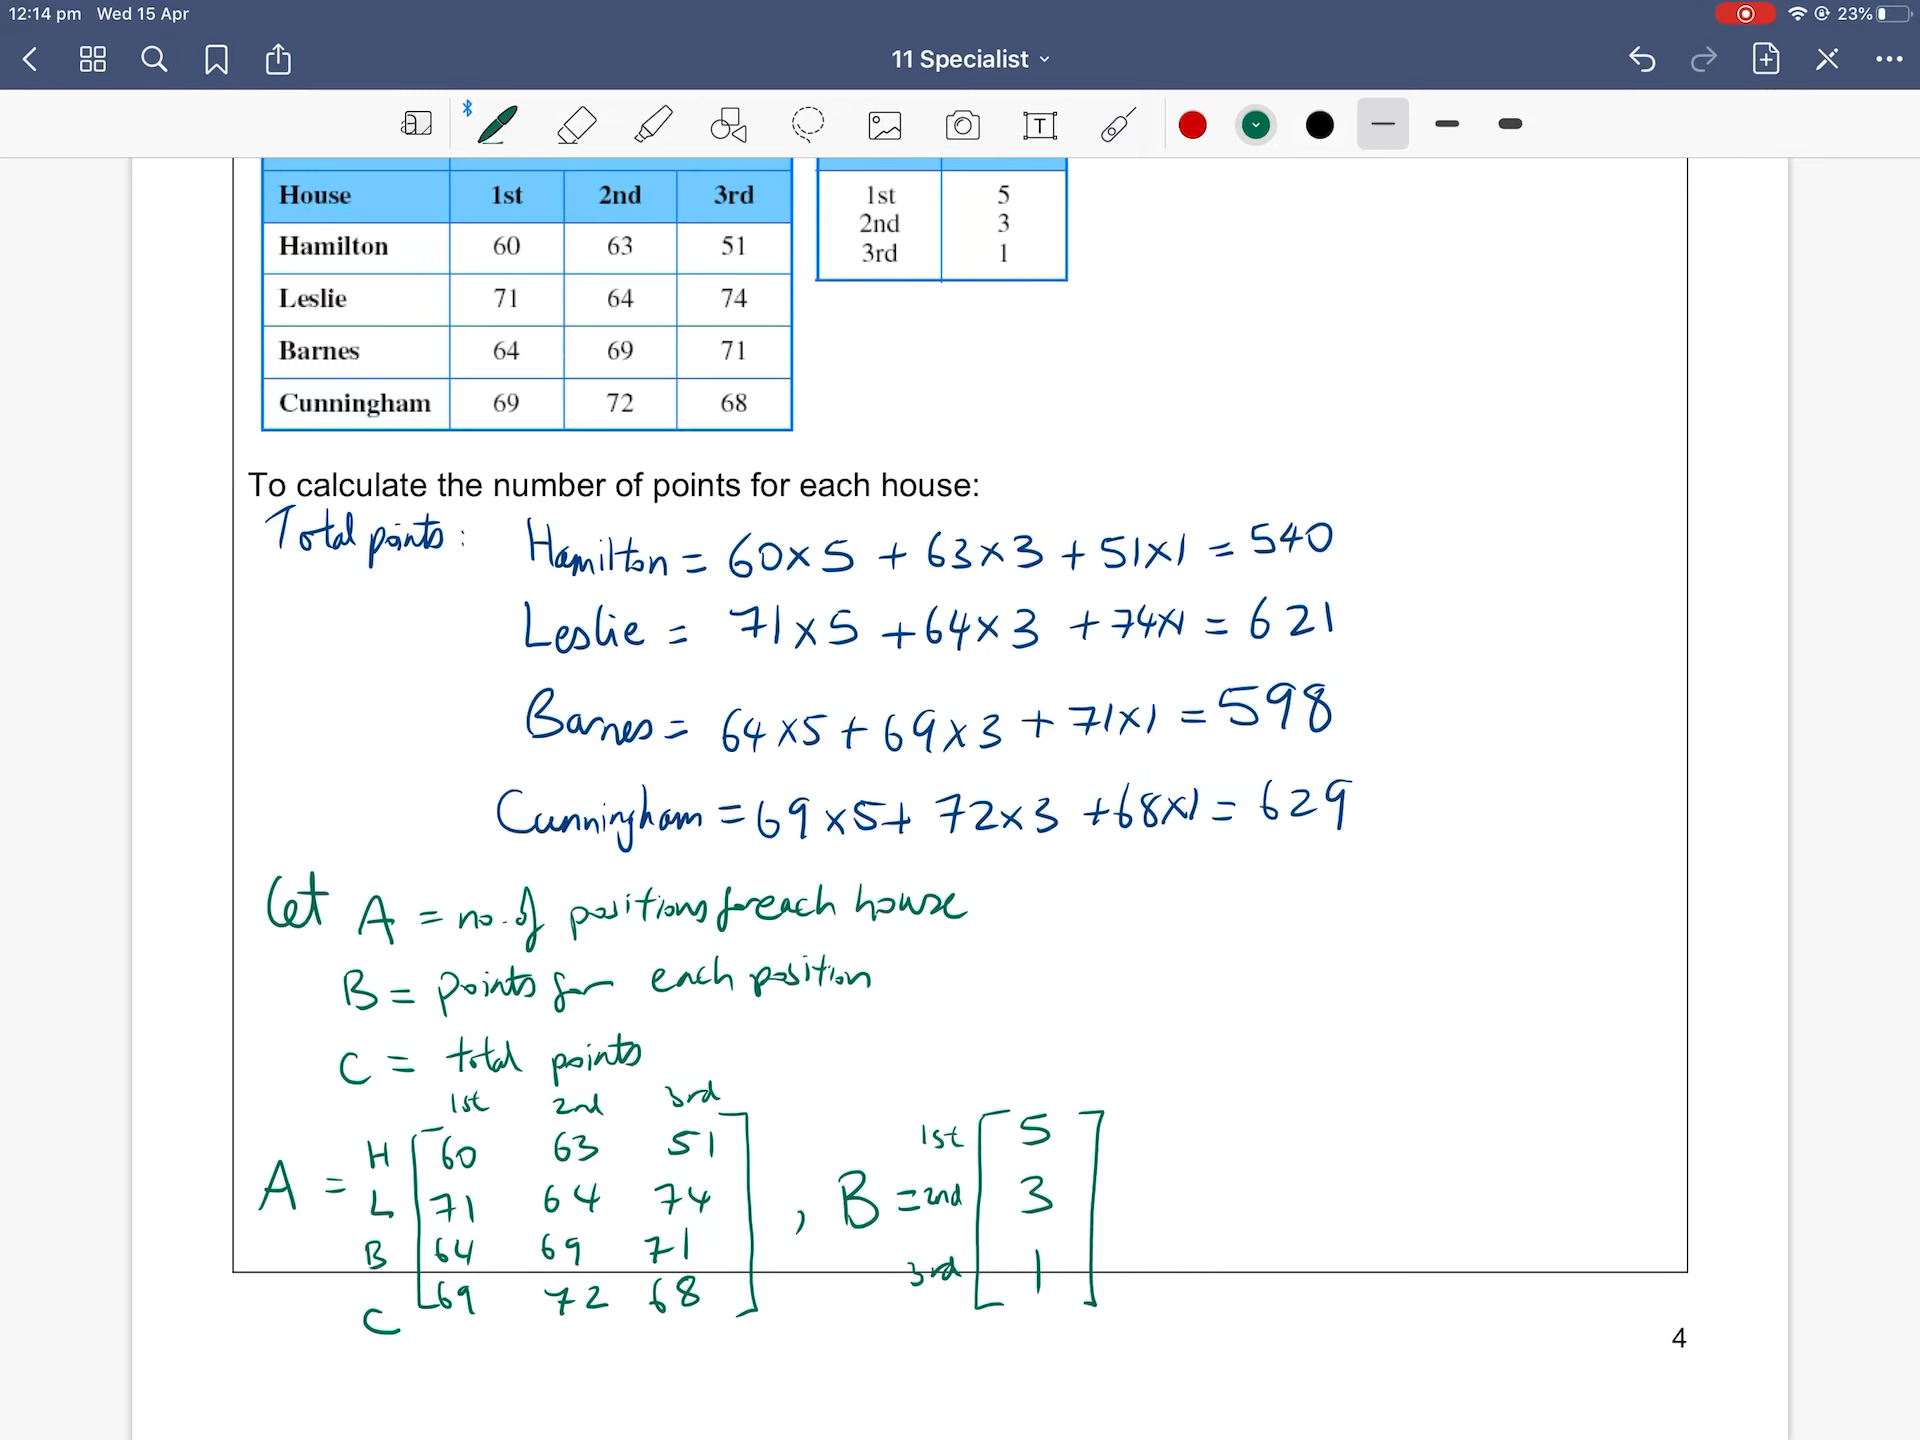 12:14 pm Wed 15 Apr
23%
11 Specialist
House 1st 2nd 3rd
Hamilton 60 63 51
Leslie 71 64 74
Barnes 64 69 71
Cunningham 69 72 68
1st 5
2nd 3
3rd 1
To calculate the number of points for each house:
Total points : Hamilton = 60×5 + 63×3 + 51×1 = 540
Leslie = 71×5 + 64×3 + 74×1 = 621
Barnes = 64×5 + 69×3 + 71×1 = 598
Cunningham = 69×5 + 72×3 + 68×1 = 629
Let A = no. of positions for each house
B = points for each position
C = total points
1st 2nd 3rd
H 60 63 51 1st 5
A = L 71 64 74 , B = 2nd 3
B 64 69 71 3rd 1
C 69 72 68
4